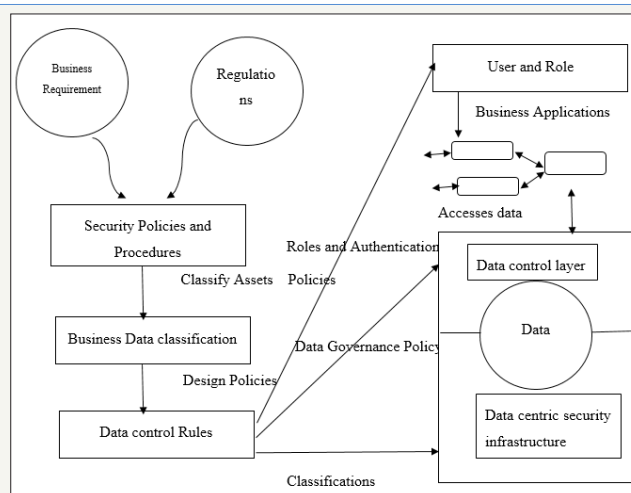 Business
Requirement
Regulatio
ns
User and Role
Business Applications
Accesses data
Security Policies and
Procedures
Roles and Authentication
Classify Assets
Policies
Data control layer
Business Data classification
Data
Data Governance Policy
Design Policies
Data control Rules
Data centric security
infrastructure
Classifications